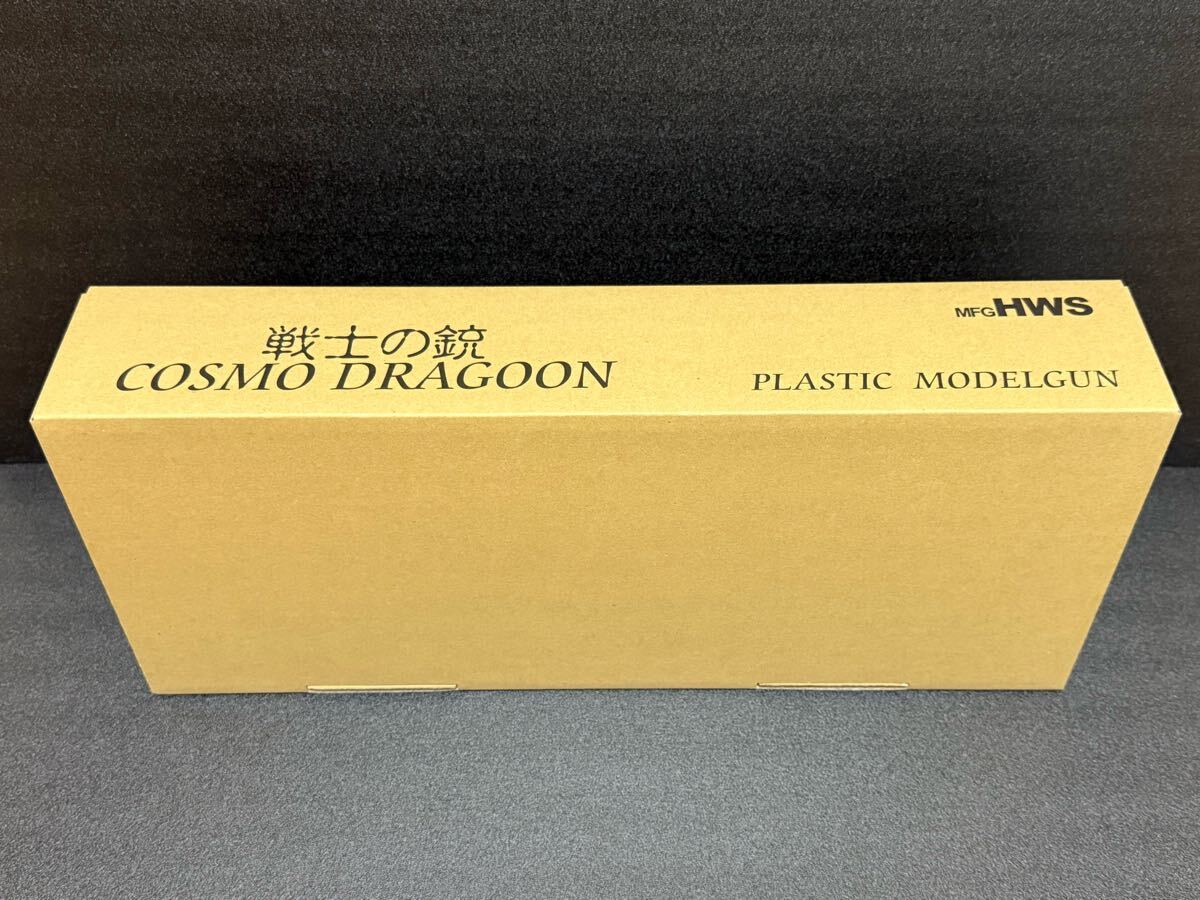 戦士の銃
COSMO DRAGOON
MFG HWS
PLASTIC MODELGUN